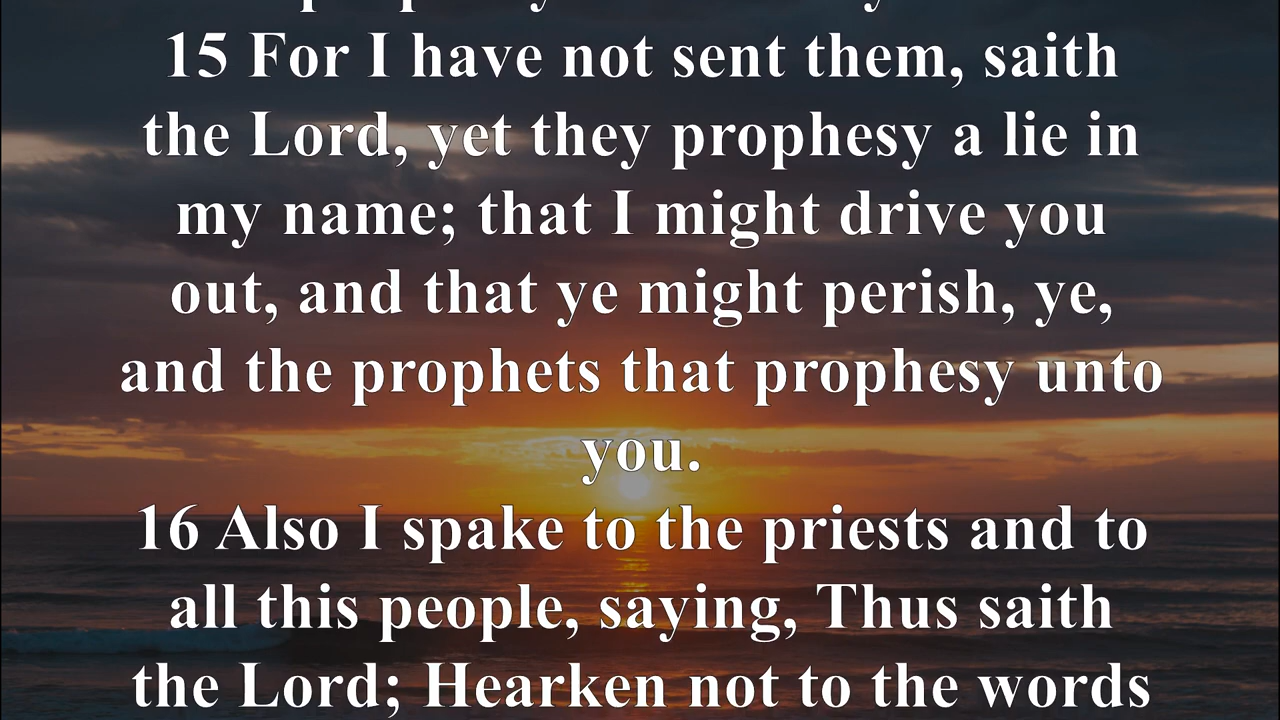 15 For I have not sent them, saith
the Lord, yet they prophesy a lie in
my name; that I might drive you
out, and that ye might perish, ye,
and the prophets that prophesy unto
you.
16 Also I spake to the priests and to
all this people, saying, Thus saith
the Lord; Hearken not to the words